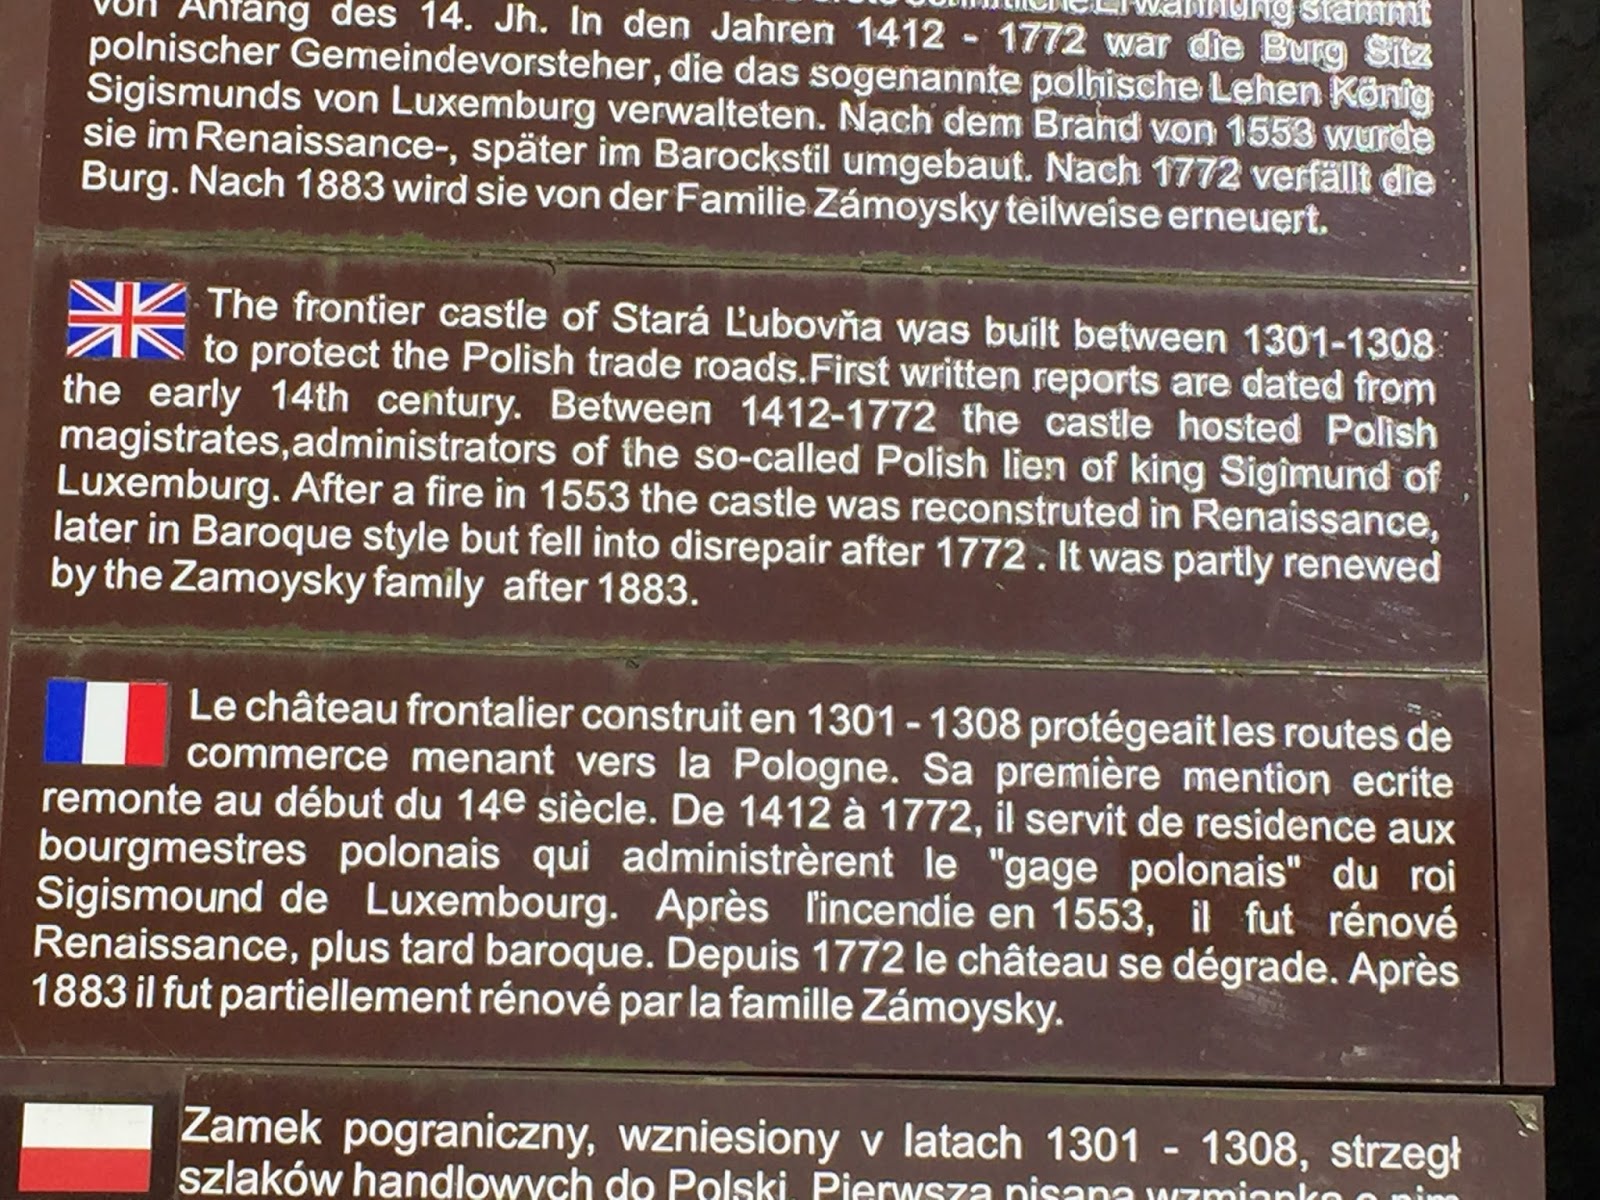 von Anfang des 14. Jh. In den Jahren 1412 - 1772 war die Burg Sitz
polnischer Gemeindevorsteher, die das sogenannte polnische Lehen König
Sigismunds von Luxemburg verwalteten. Nach dem Brand von 1553 wurde
sie im Renaissance-, später im Barockstil umgebaut. Nach 1772 verfällt die
Burg. Nach 1883 wird sie von der Familie Zámoysky teilweise erneuert.
The frontier castle of Stará Ľubovňa was built between 1301-1308
to protect the Polish trade roads.First written reports are dated from
the early 14th century. Between 1412-1772 the castle hosted Polish
magistrates,administrators of the so-called Polish lien of king Sigimund of
Luxemburg. After a fire in 1553 the castle was reconstruted in Renaissance,
later in Baroque style but fell into disrepair after 1772 . It was partly renewed
by the Zamoysky family after 1883.
Le château frontalier construit en 1301 - 1308 protégeait les routes de
commerce menant vers la Pologne. Sa première mention ecrite
remonte au début du 14e siècle. De 1412 à 1772, il servit de residence aux
bourgmestres polonais qui administrèrent le "gage polonais" du roi
Sigismound de Luxembourg. Après l'incendie en 1553, il fut rénové
Renaissance, plus tard baroque. Depuis 1772 le château se dégrade. Après
1883 il fut partiellement rénové par la famille Zámoysky.
Zamek pograniczny, wzniesiony v latach 1301 - 1308, strzegł
szlaków handlowych do Polski. Pierwsza pisana wzmianka o nim